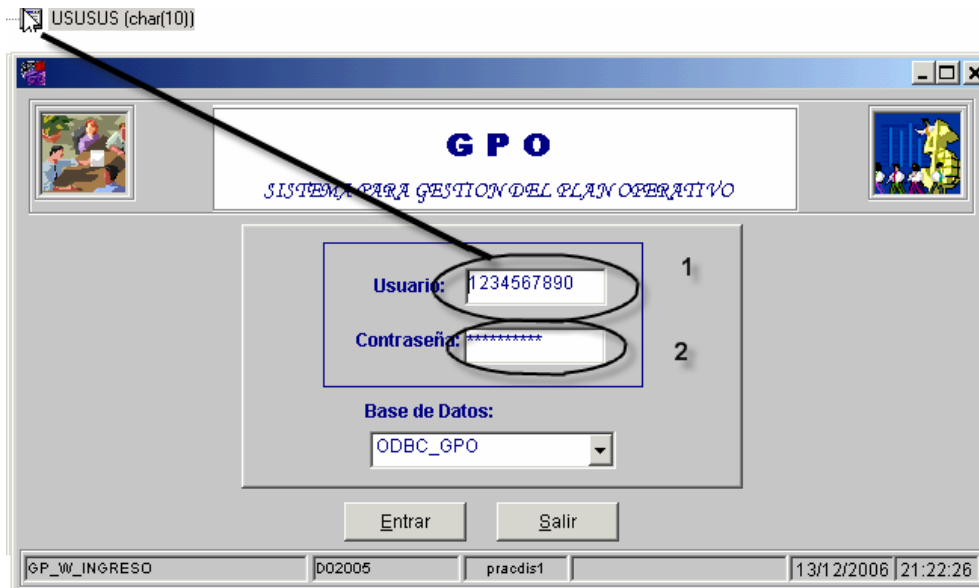 USUSUS (char(10))
G P O
SISTEMA PARA GESTION DEL PLAN OPERATIVO
Usuario: 1234567890
1
Contraseña: **********
2
Base de Datos:
ODBC_GPO
Entrar Salir
GP_W_INGRESO D02005 pracdis1 13/12/2006 21:22:26